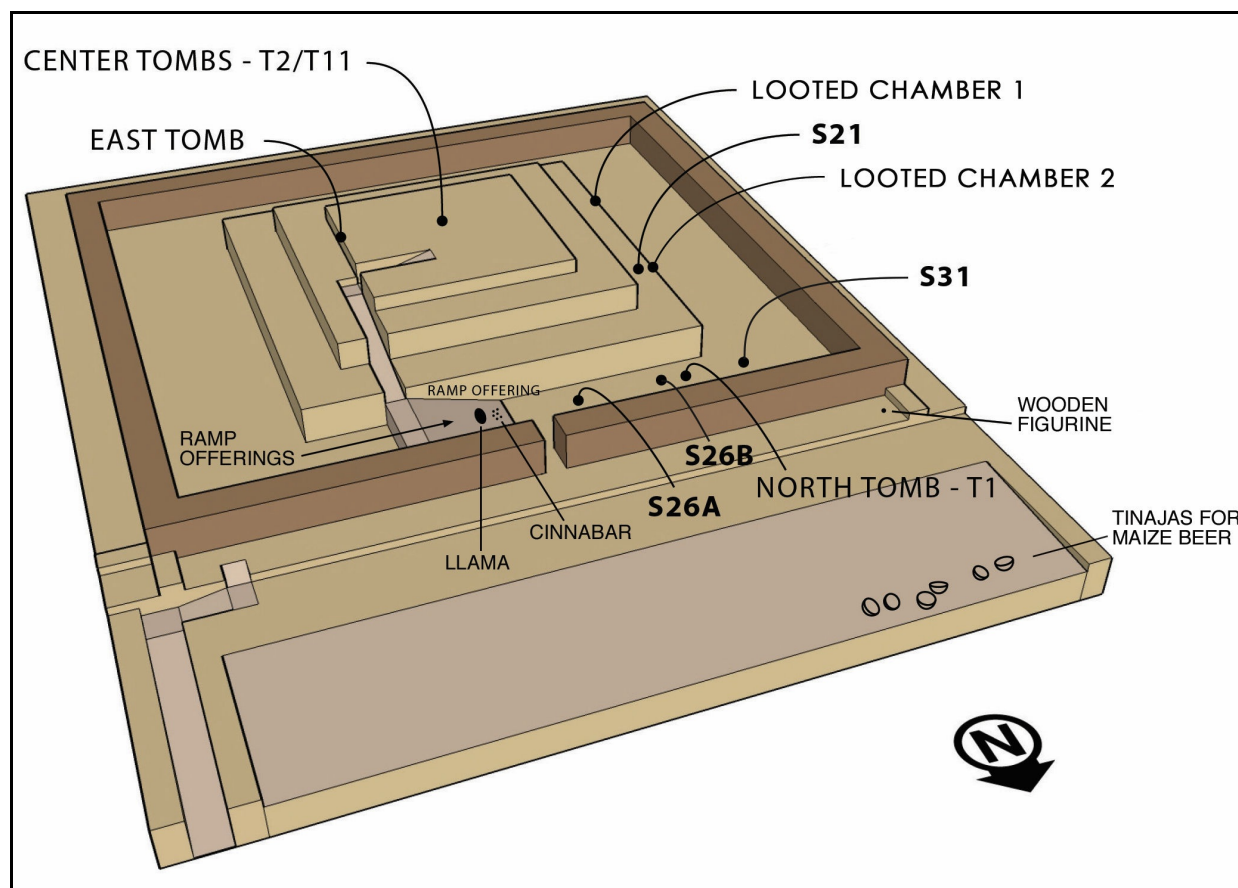 CENTER TOMBS - T2/T11
LOOTED CHAMBER 1
EAST TOMB
S21
LOOTED CHAMBER 2
S31
RAMP OFFERING
WOODEN
FIGURINE
RAMP
OFFERINGS
S26B
NORTH TOMB - T1
S26A
CINNABAR
LLAMA
TINAJAS FOR
MAIZE BEER
N